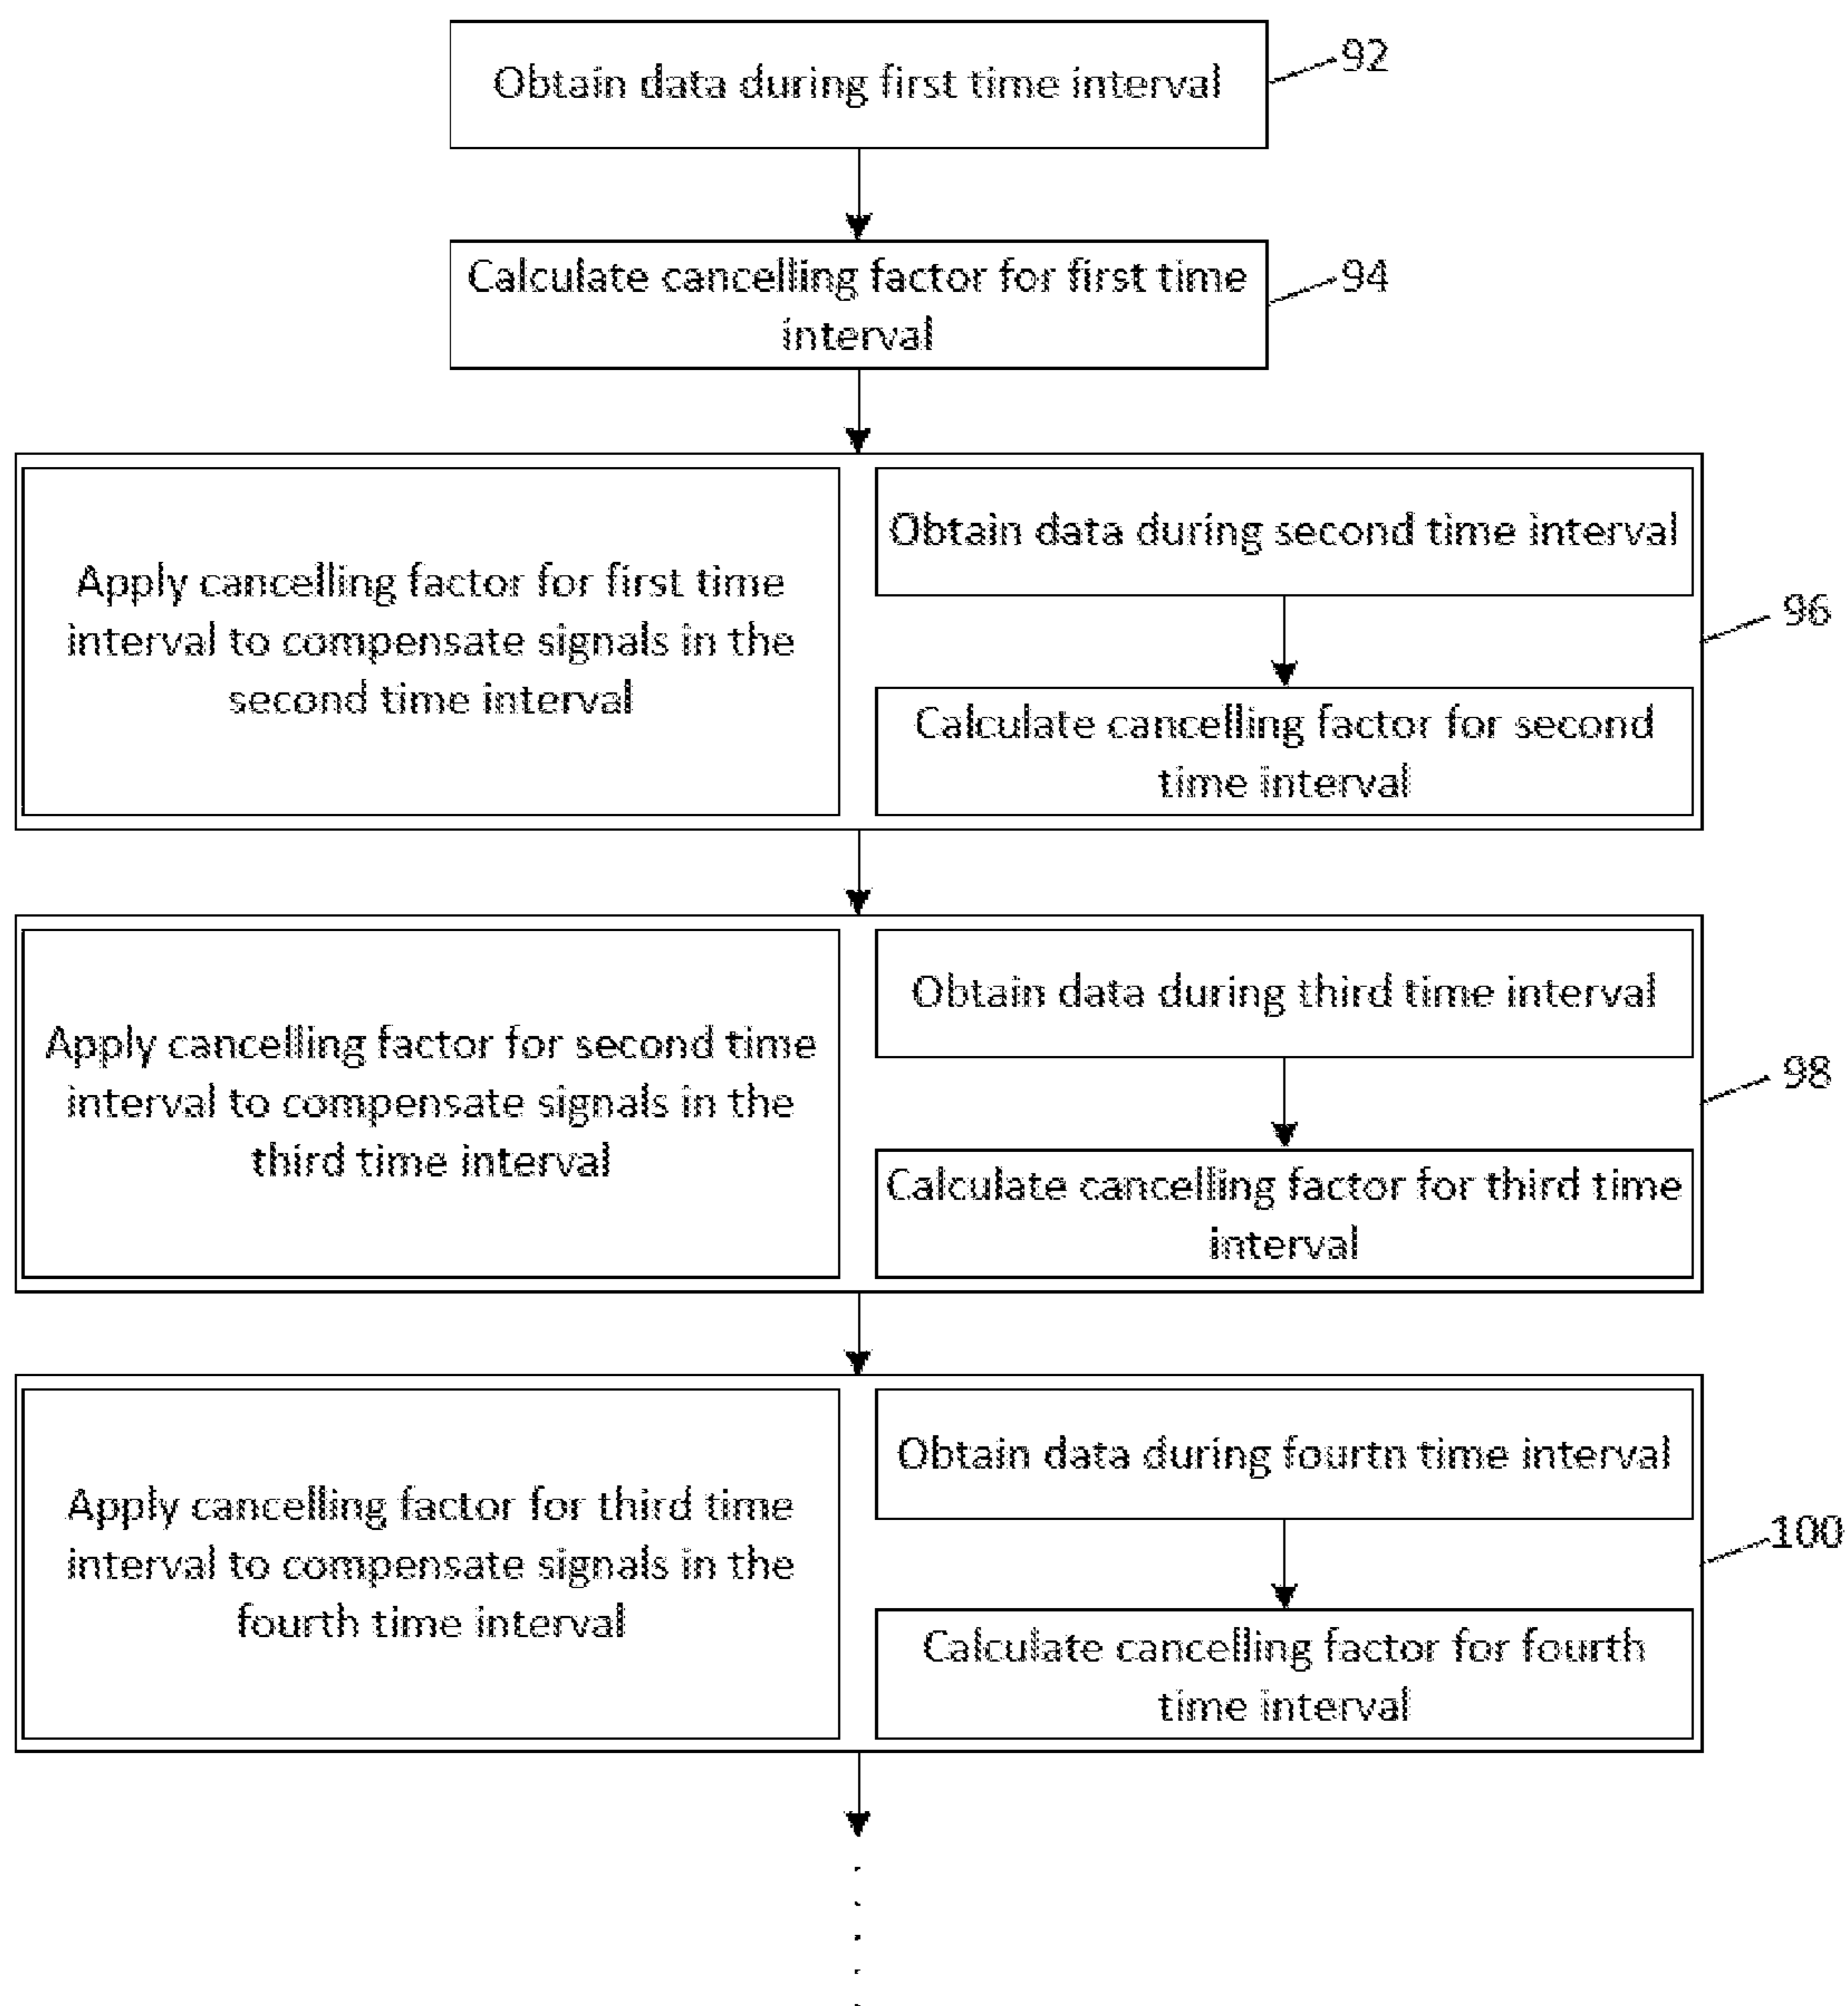 Obtain data during first time interval
92
Calculate cancelling factor for first time
interval
94
Apply cancelling factor for first time
interval to compensate signals in the
second time interval
Obtain data during second time interval
Calculate cancelling factor for second
time interval
96
Apply cancelling factor for second time
interval to compensate signals in the
third time interval
Obtain data during third time interval
Calculate cancelling factor for third time
interval
98
Apply cancelling factor for third time
interval to compensate signals in the
fourth time interval
Obtain data during fourtn time interval
Calculate cancelling factor for fourth
time interval
100